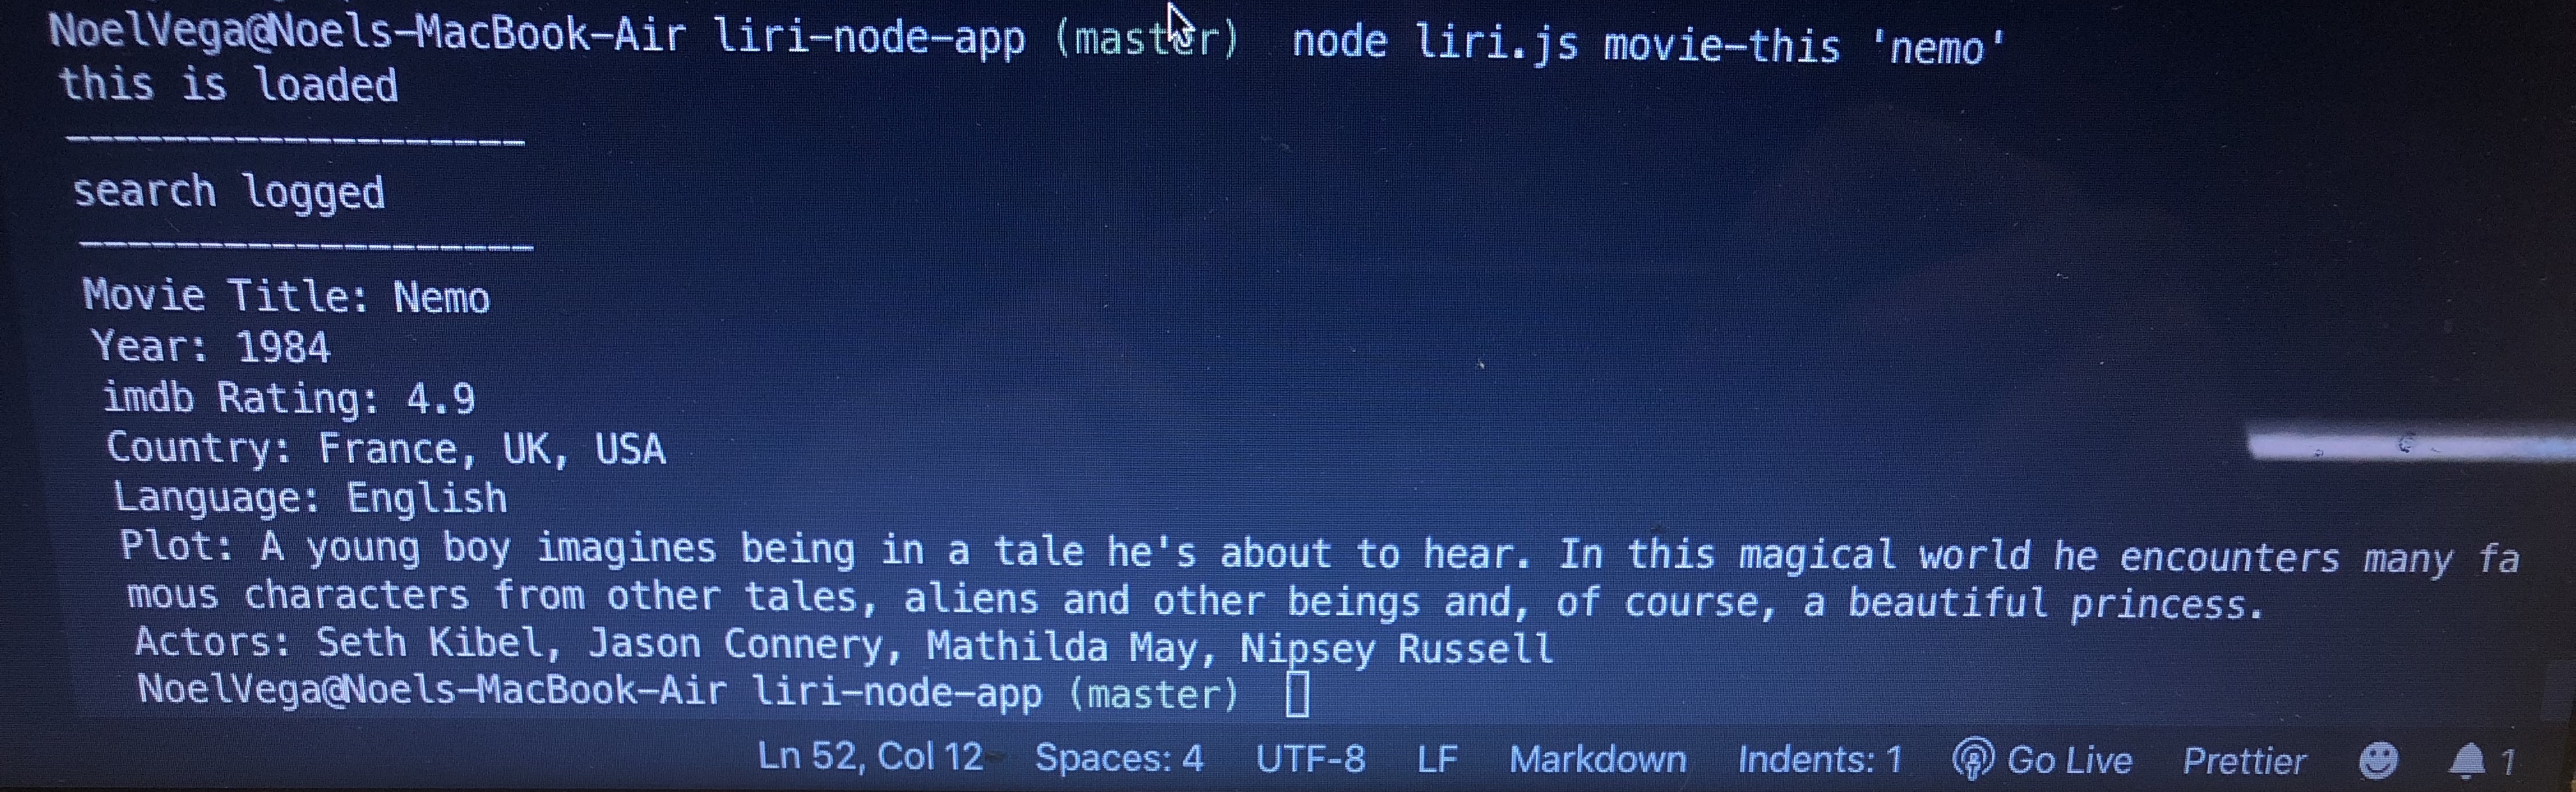 NoelVega@Noels-MacBook-Air liri-node-app (master) node liri.js movie-this 'nemo'
this is loaded
-------------------
search logged
-------------------
Movie Title: Nemo
Year: 1984
imdb Rating: 4.9
Country: France, UK, USA
Language: English
Plot: A young boy imagines being in a tale he's about to hear. In this magical world he encounters many fa
mous characters from other tales, aliens and other beings and, of course, a beautiful princess.
Actors: Seth Kibel, Jason Connery, Mathilda May, Nipsey Russell
NoelVega@Noels-MacBook-Air liri-node-app (master)
Ln 52, Col 12 Spaces: 4 UTF-8 LF Markdown Indents: 1 Go Live Prettier 1